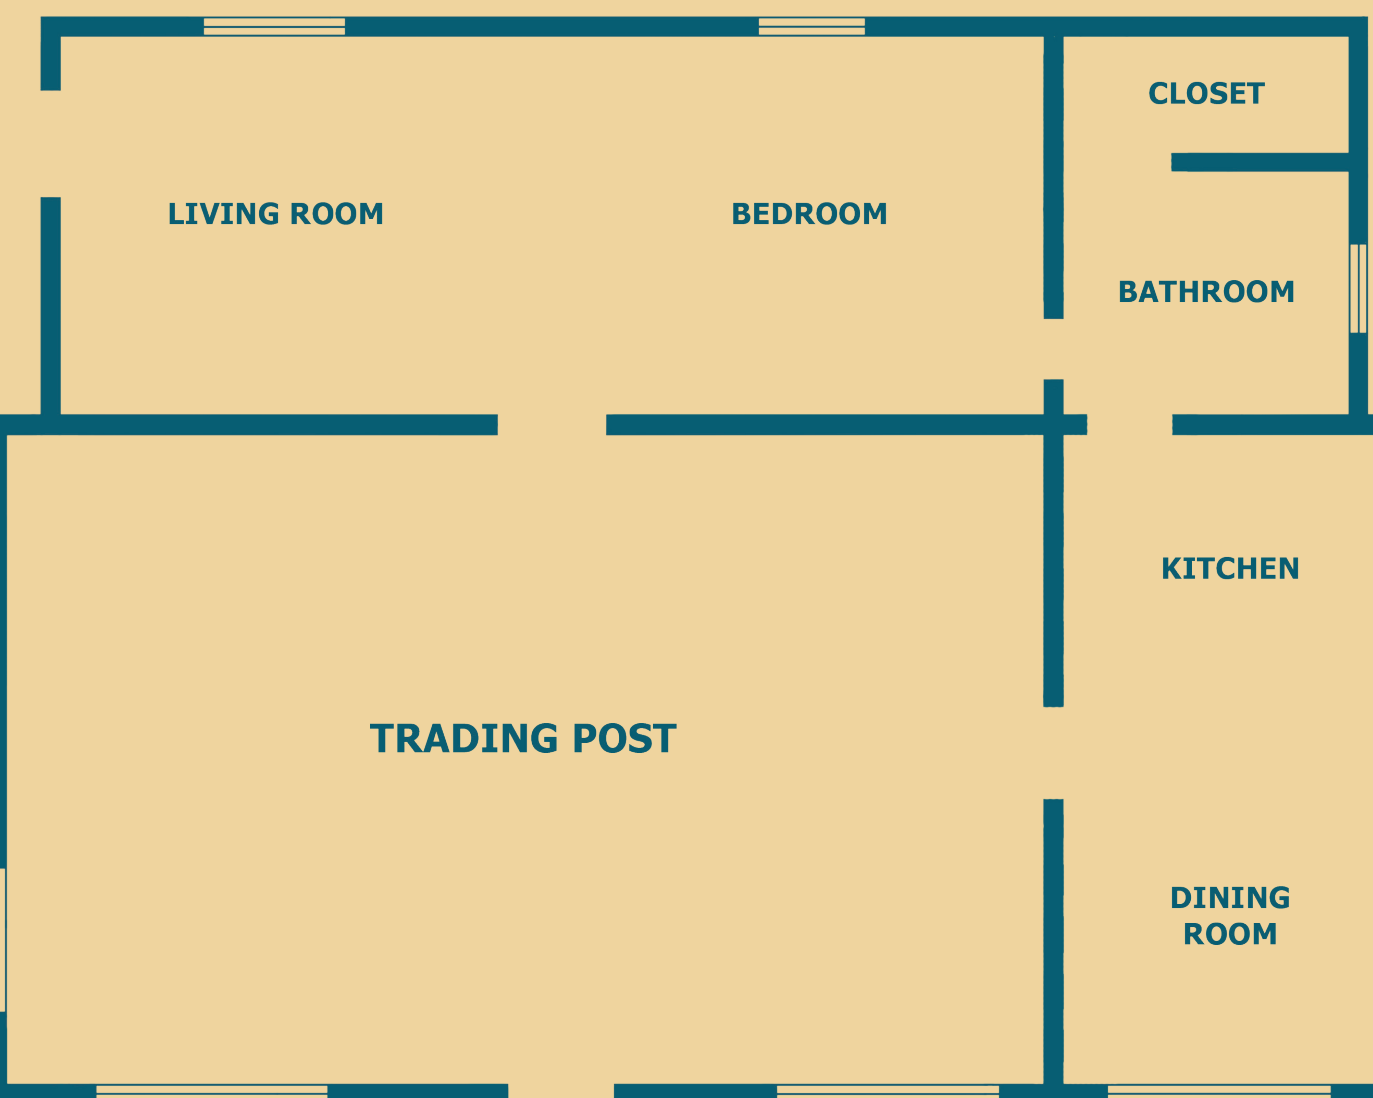 CLOSET
LIVING ROOM
BEDROOM
BATHROOM
KITCHEN
TRADING POST
DINING
ROOM